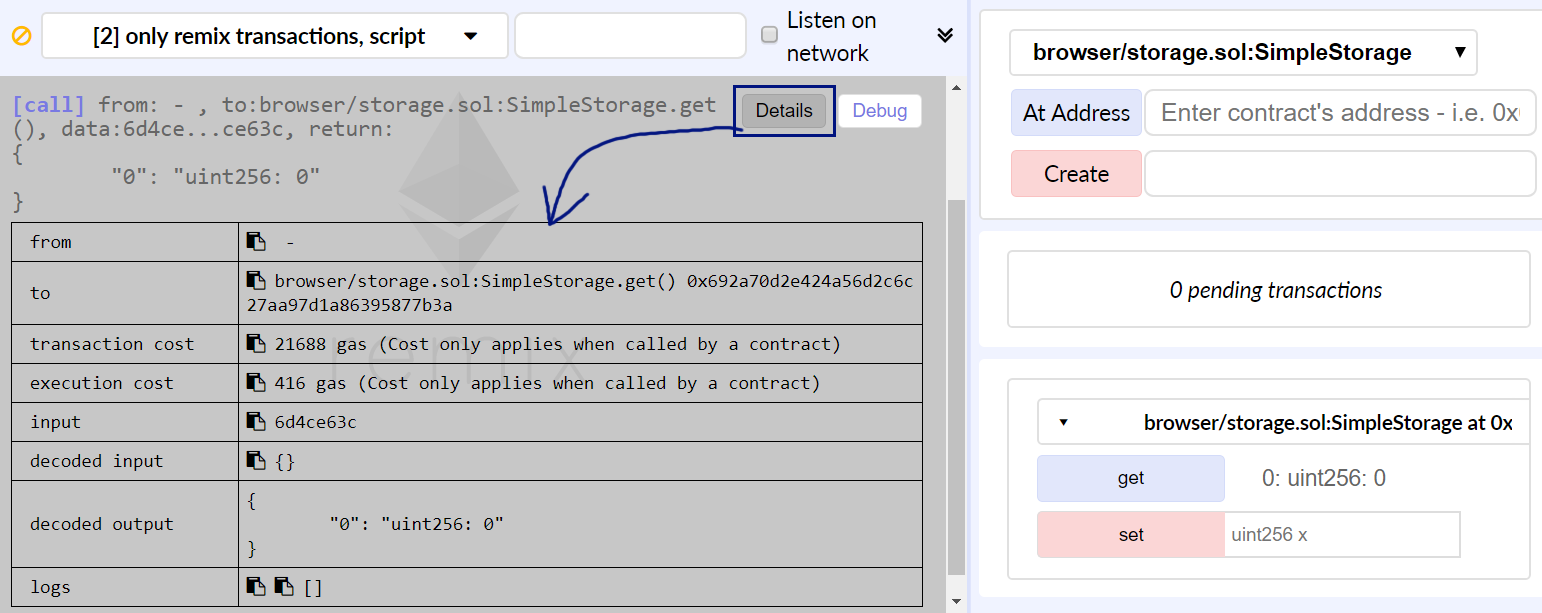 [2] only remix transactions, script
Listen on
network
[call] from: - , to:browser/storage.sol:SimpleStorage.get
(), data:6d4ce...ce63c, return:
{
"0": "uint256: 0"
}
Details
Debug
from -
to browser/storage.sol:SimpleStorage.get() 0x692a70d2e424a56d2c6c
27aa97d1a86395877b3a
transaction cost 21688 gas (Cost only applies when called by a contract)
execution cost 416 gas (Cost only applies when called by a contract)
input 6d4ce63c
decoded input {}
decoded output {
"0": "uint256: 0"
}
logs []
remix
browser/storage.sol:SimpleStorage
At Address Enter contract's address - i.e. 0x
Create
0 pending transactions
browser/storage.sol:SimpleStorage at 0x
get 0: uint256: 0
set uint256 x